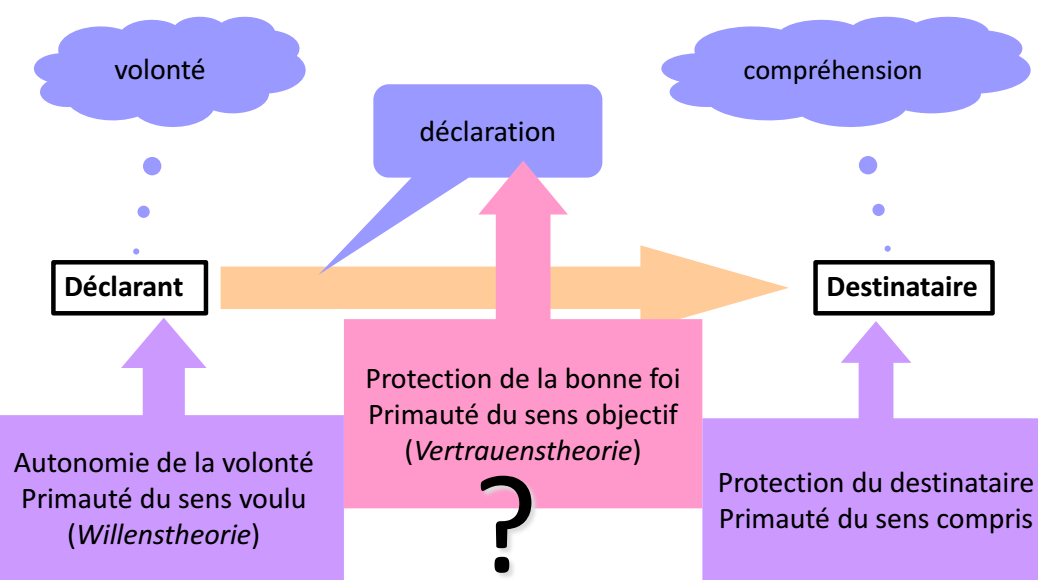 volonté
compréhension
déclaration
Déclarant
Destinataire
Protection de la bonne foi
Primauté du sens objectif
(Vertrauenstheorie)
?
Autonomie de la volonté
Primauté du sens voulu
(Willenstheorie)
Protection du destinataire
Primauté du sens compris